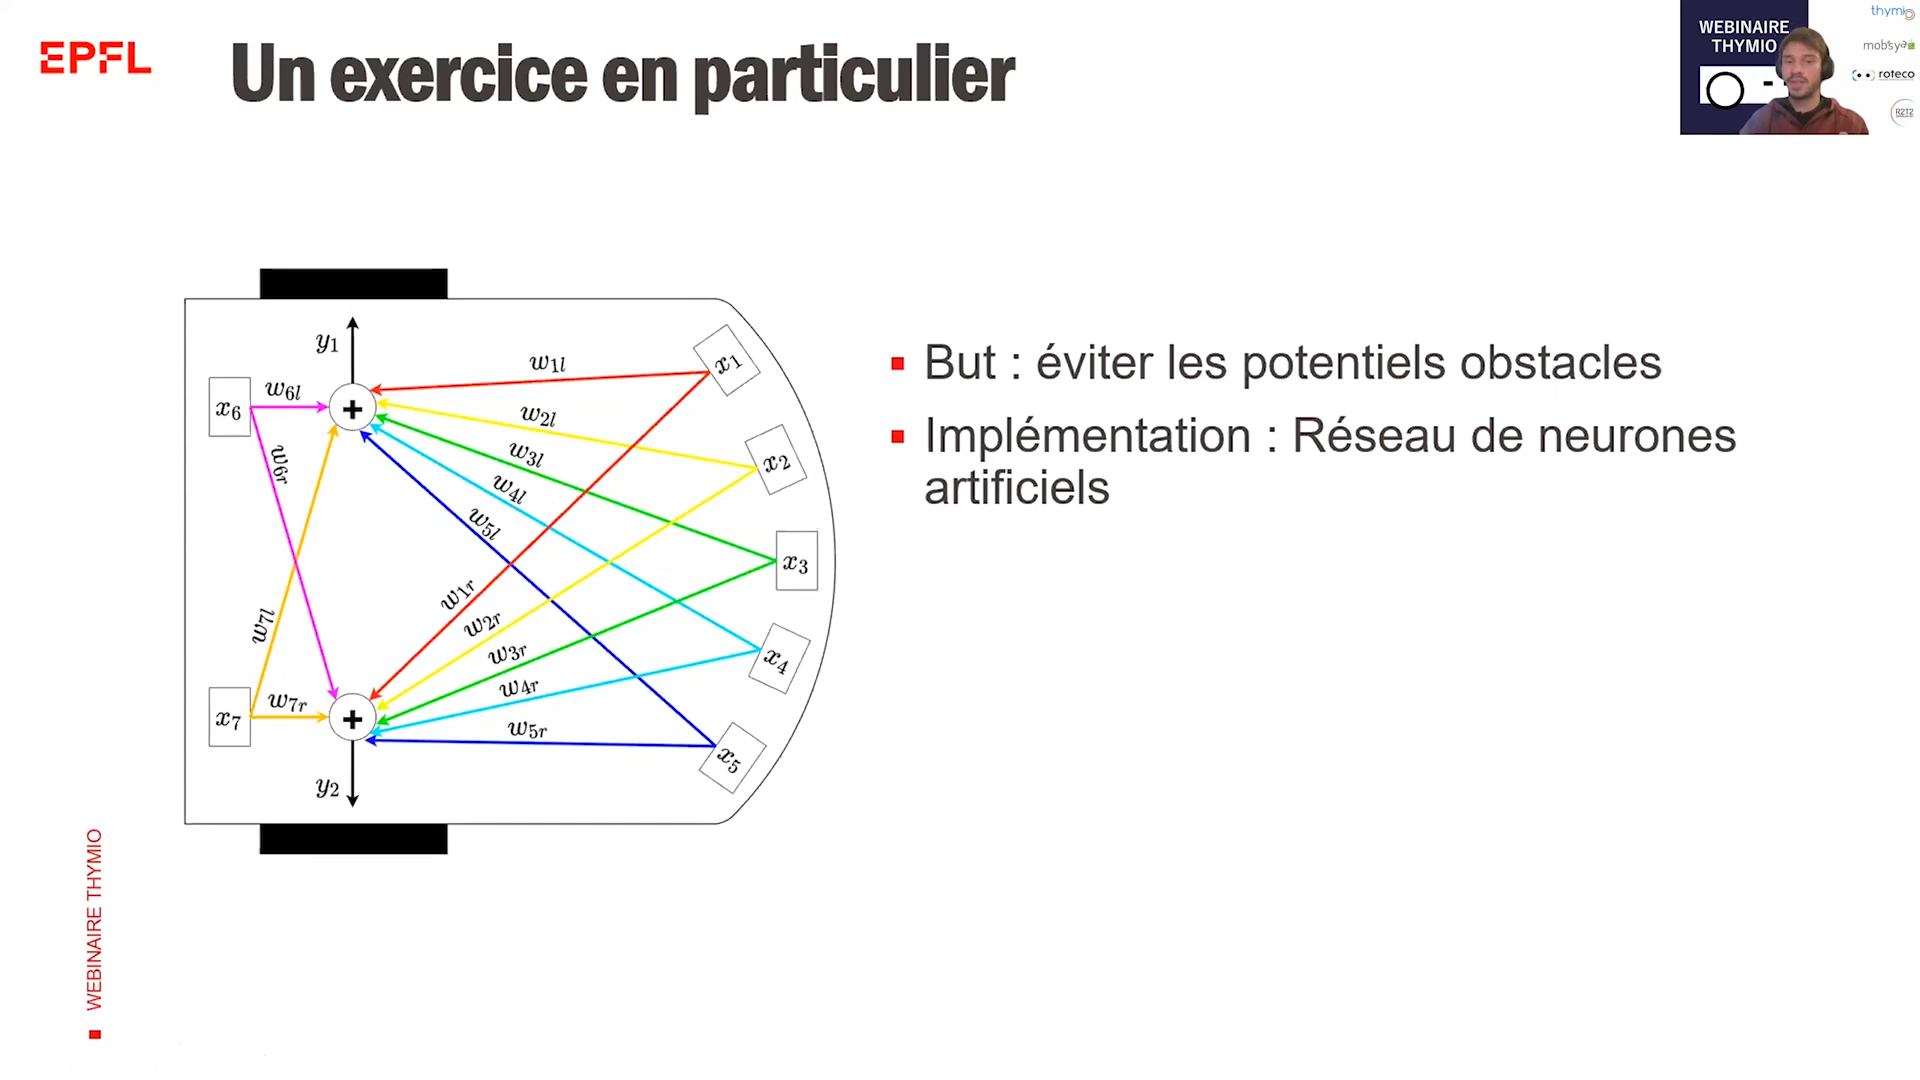 EPFL
Un exercice en particulier
WEBINAIRE
THYMIO
thymio
mobsya
roteco
R2T2
y1
w1l
x1
x6
w6l
+
w2l
w6r
w3l
x2
w4l
w5l
x3
w1r
w7l
w2r
w3r
x4
w4r
x7
w7r
+
w5r
x5
y2
But : éviter les potentiels obstacles
Implémentation : Réseau de neurones
artificiels
WEBINAIRE THYMIO